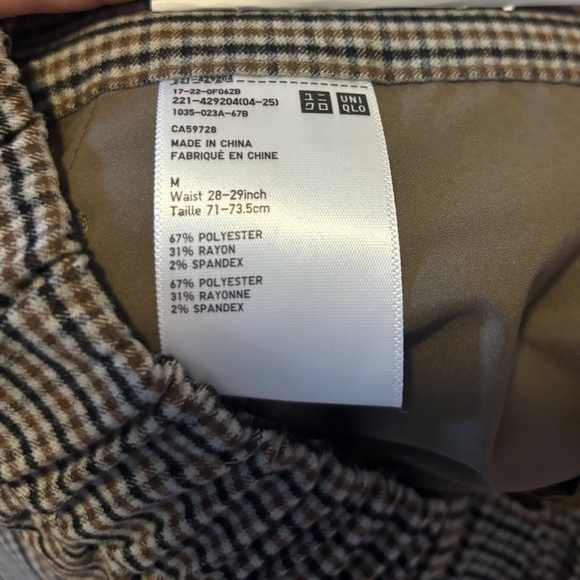 221-429204
17-22-0F062B
221-429204(04-25)
1035-023A-67B
ユニ
クロ
UNI
QLO
CA59728
MADE IN CHINA
FABRIQUÉ EN CHINE
M
Waist 28-29inch
Taille 71-73.5cm
67% POLYESTER
31% RAYON
2% SPANDEX
67% POLYESTER
31% RAYONNE
2% SPANDEX